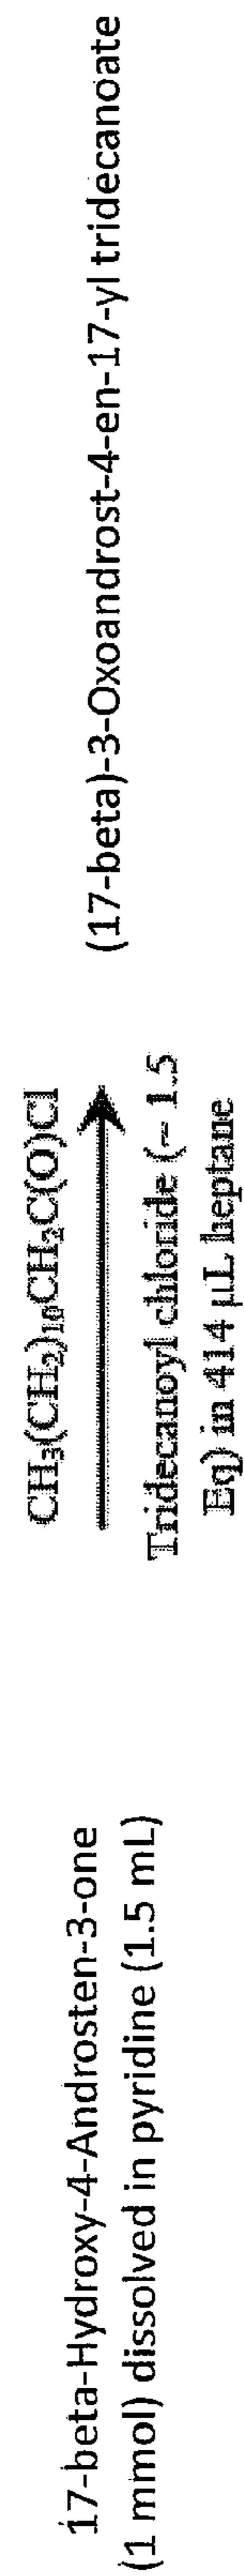 17-beta-Hydroxy-4-Androsten-3-one
(1 mmol) dissolved in pyridine (1.5 mL)
CH₃(CH₂)₁₀CH₂C(O)Cl
Tridecanoyl chloride (~ 1.5
Eq) in 414 μL heptane
(17-beta)-3-Oxoandrost-4-en-17-yl tridecanoate